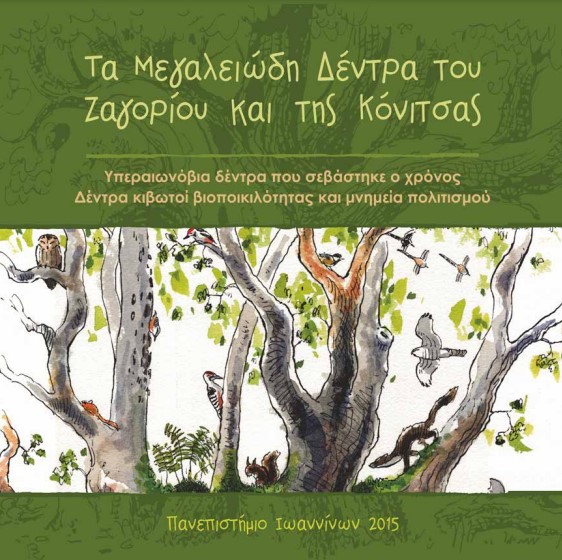 Τα Μεγαλειώδη Δέντρα του
Ζαγορίου και της Κόνιτσας
Υπεραιωνόβια δέντρα που σεβάστηκε ο χρόνος
Δέντρα κιβωτοί βιοποικιλότητας και μνημεία πολιτισμού
Πανεπιστήμιο Ιωαννίνων 2015